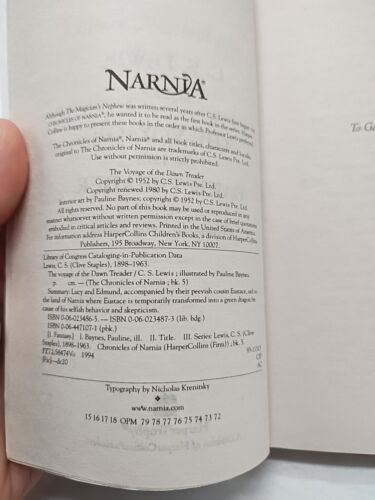 NARNIA®
Although The Magician's Nephew was written several years after C.S. Lewis first began
CHRONICLES OF NARNIA®, he wanted it to be read as the first book in the series. Harper
Collins is happy to present these books in the order in which Professor Lewis preferred
The Chronicles of Narnia®, Narnia® and all book titles, characters and locales
original to The Chronicles of Narnia are trademarks of C.S. Lewis Pte. Ltd.
Use without permission is strictly prohibited.
The Voyage of the Dawn Treader
Copyright © 1952 by C.S. Lewis Pte. Ltd.
Copyright renewed 1980 by C.S. Lewis Pte. Ltd.
Interior art by Pauline Baynes; copyright © 1952 by C.S. Lewis Pte. Ltd.
All rights reserved. No part of this book may be used or reproduced in any
manner whatsoever without written permission except in the case of brief quotations
embodied in critical articles and reviews. Printed in the United States of America.
For information address HarperCollins Children's Books, a division of HarperCollins
Publishers, 195 Broadway, New York, NY 10007.
Library of Congress Cataloging-in-Publication Data
Lewis, C.S. (Clive Staples), 1898–1963.
The voyage of the Dawn Treader / C. S. Lewis ; illustrated by Pauline Baynes.
p. cm. — (The Chronicles of Narnia ; bk. 5)
Summary: Lucy and Edmund, accompanied by their peevish cousin Eustace, sail to
the land of Narnia where Eustace is temporarily transformed into a green dragon because
of his selfish behavior and skepticism.
ISBN 0-06-023486-5. — ISBN 0-06-023487-3 (lib. bdg.)
ISBN 0-06-447107-1 (pbk.)
[1. Fantasy.] I. Baynes, Pauline, ill. II. Title. III. Series: Lewis, C.S. (Clive
Staples), 1898–1963. Chronicles of Narnia (HarperCollins (Firm)) ; bk. 5.
PZ7.L58474Vo 1994
[Fic]—dc20
CIP
AC
Typography by Nicholas Krenitsky
www.narnia.com
15 16 17 18 OPM 79 78 77 76 75 74 73 72
To